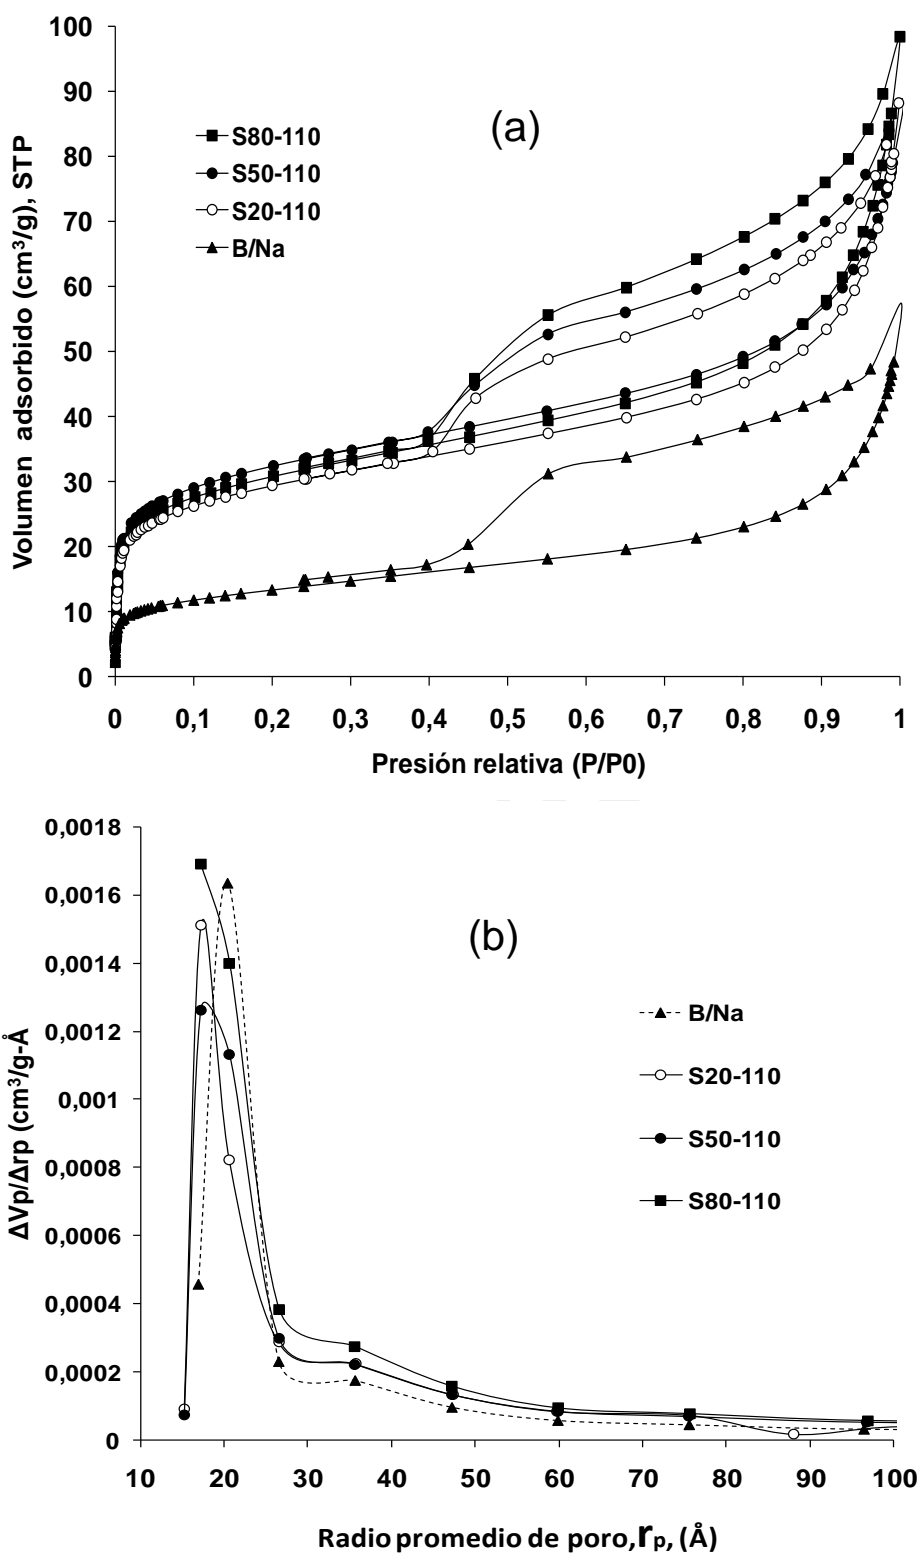 Volumen adsorbido (cm³/g), STP
100
90
80
70
60
50
40
30
20
10
0
(a)
S80-110
S50-110
S20-110
B/Na
0 0,1 0,2 0,3 0,4 0,5 0,6 0,7 0,8 0,9 1
Presión relativa (P/P0)
ΔVp/Δrp (cm³/g-Å)
0,0018
0,0016
0,0014
0,0012
0,001
0,0008
0,0006
0,0004
0,0002
0
(b)
B/Na
S20-110
S50-110
S80-110
10 20 30 40 50 60 70 80 90 100
Radio promedio de poro, rp, (Å)